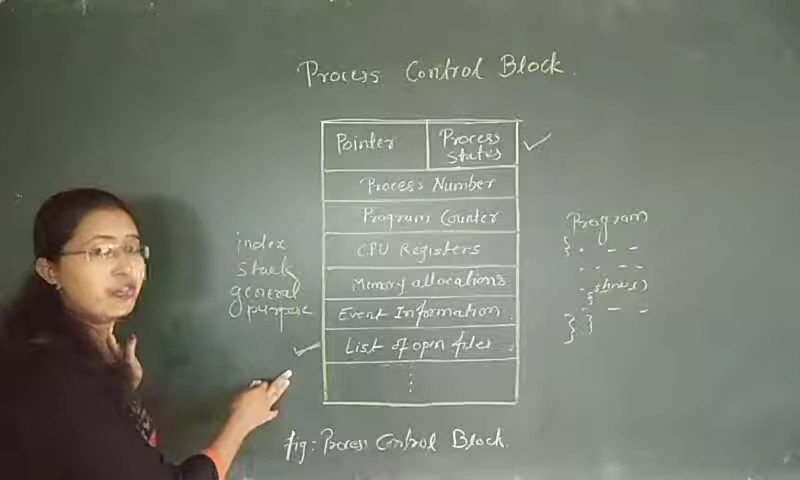 Process Control Block.
Pointer
Process States
Process Number
Program Counter
CPU Registers
Memory allocations
Event Information
List of open files
index
stack
general
purpose
Program
fig: Process Control Block.